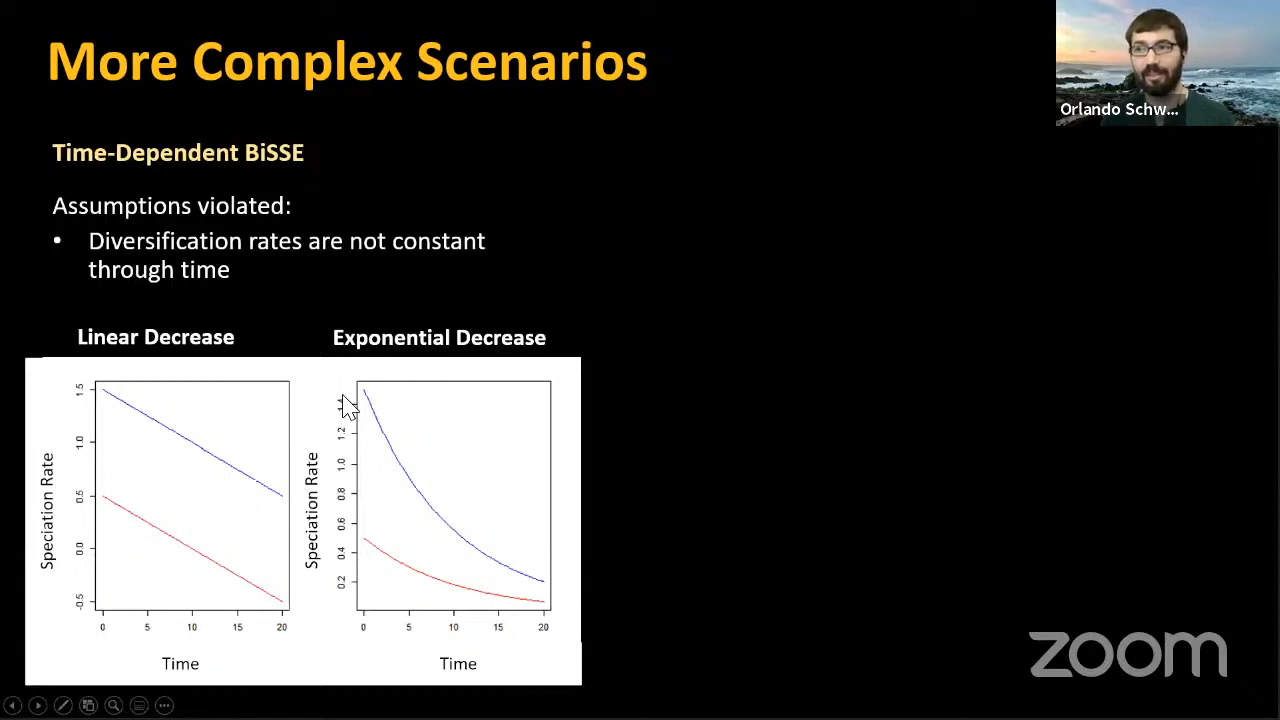 More Complex Scenarios
Orlando Schw...
Time-Dependent BiSSE
Assumptions violated:
• Diversification rates are not constant
through time
Linear Decrease
Exponential Decrease
Speciation Rate
1.5
1.0
0.5
0.0
-0.5
0 5 10 15 20
Time
Speciation Rate
1.2
1.0
0.8
0.6
0.4
0.2
0 5 10 15 20
Time
zoom